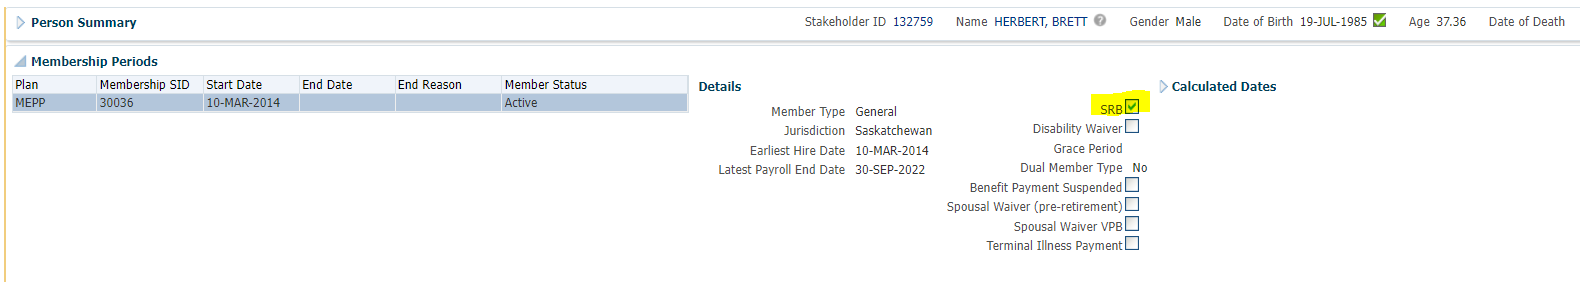 Person Summary Stakeholder ID 132759 Name HERBERT, BRETT Gender Male Date of Birth 19-JUL-1985 Age 37.36 Date of Death
Membership Periods
Plan Membership SID Start Date End Date End Reason Member Status
MEPP 30036 10-MAR-2014 Active
Details
Member Type General
Jurisdiction Saskatchewan
Earliest Hire Date 10-MAR-2014
Latest Payroll End Date 30-SEP-2022
SRB
Disability Waiver
Grace Period
Dual Member Type No
Benefit Payment Suspended
Spousal Waiver (pre-retirement)
Spousal Waiver VPB
Terminal Illness Payment
Calculated Dates